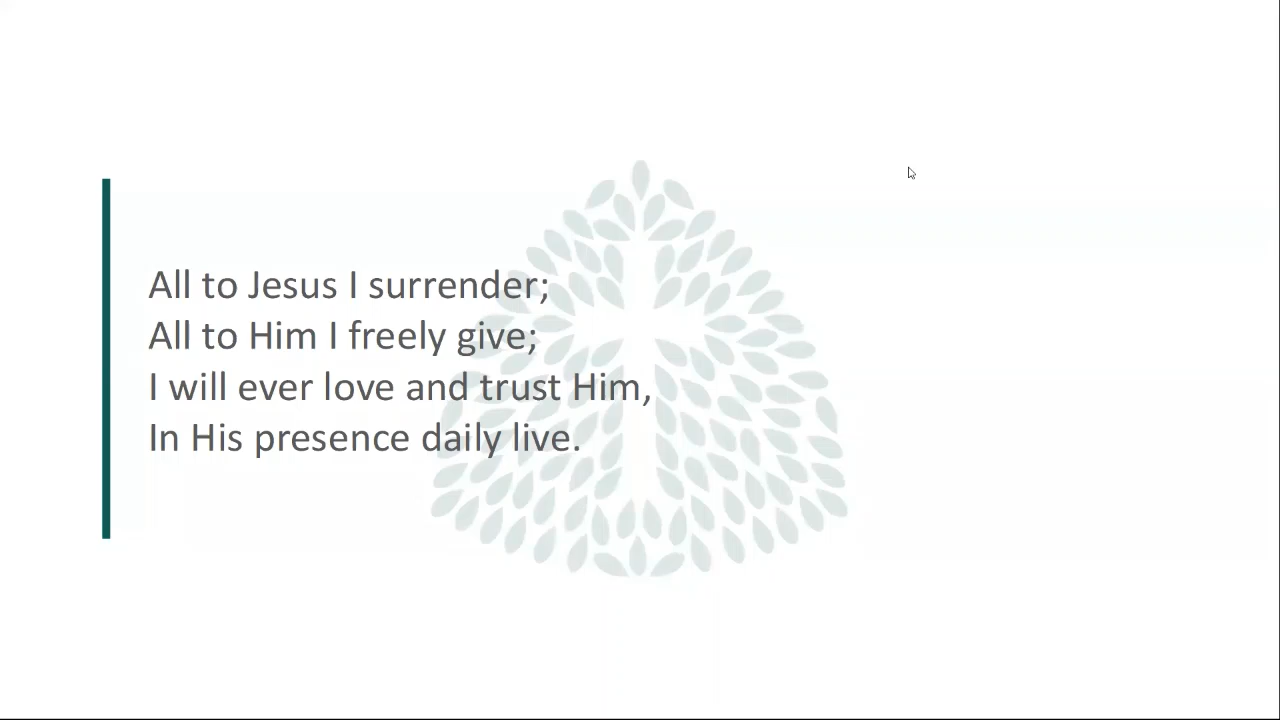 All to Jesus I surrender;
All to Him I freely give;
I will ever love and trust Him,
In His presence daily live.